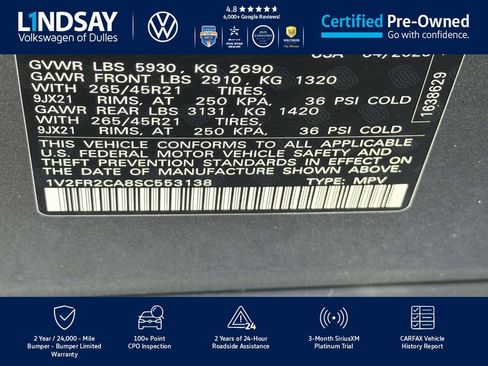 LINDSAY
Volkswagen of Dulles
4.8 ★★★★★
6,000+ Google Reviews!
Certified Pre-Owned
Go with confidence.
GVWR LBS 5930, KG 2690
GAWR FRONT LBS 2910, KG 1320
WITH 265/45R21 TIRES,
9JX21 RIMS, AT 250 KPA, 36 PSI COLD
GAWR REAR LBS 3131 KG 1420
WITH 265/45R21 TIRES,
9JX21 RIMS, AT 250 KPA, 36 PSI COLD
THIS VEHICLE CONFORMS TO ALL APPLICABLE
U.S. FEDERAL MOTOR VEHICLE SAFETY AND
THEFT PREVENTION STANDARDS IN EFFECT ON
THE DATE OF MANUFACTURE SHOWN ABOVE.
1V2FR2CA8SC553138 TYPE: MPV
1638629
2 Year / 24,000 - Mile
Bumper - Bumper Limited
Warranty
100+ Point
CPO Inspection
24
2 Years of 24-Hour
Roadside Assistance
3-Month SiriusXM
Platinum Trial
CARFAX Vehicle
History Report